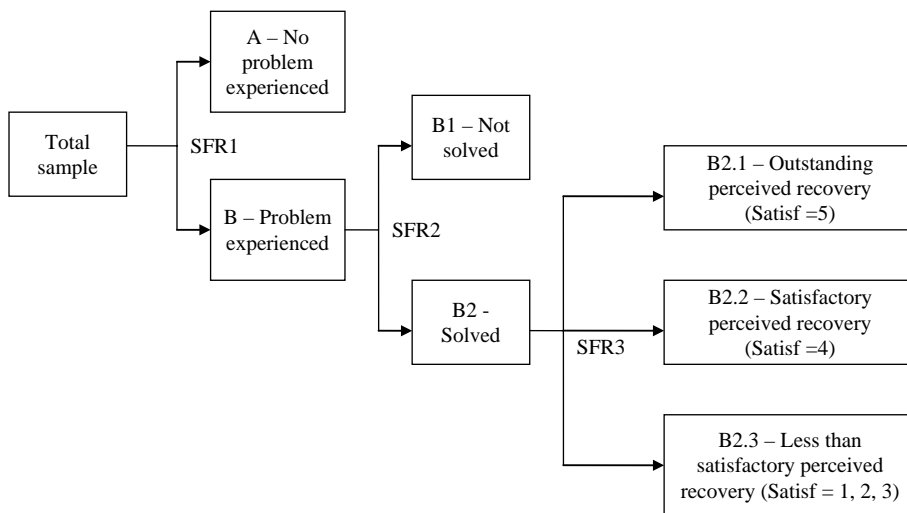 A – No
problem
experienced
Total
sample
SFR1
B – Problem
experienced
B1 – Not
solved
SFR2
B2 -
Solved
B2.1 – Outstanding
perceived recovery
(Satisf =5)
B2.2 – Satisfactory
perceived recovery
(Satisf =4)
SFR3
B2.3 – Less than
satisfactory perceived
recovery (Satisf = 1, 2, 3)